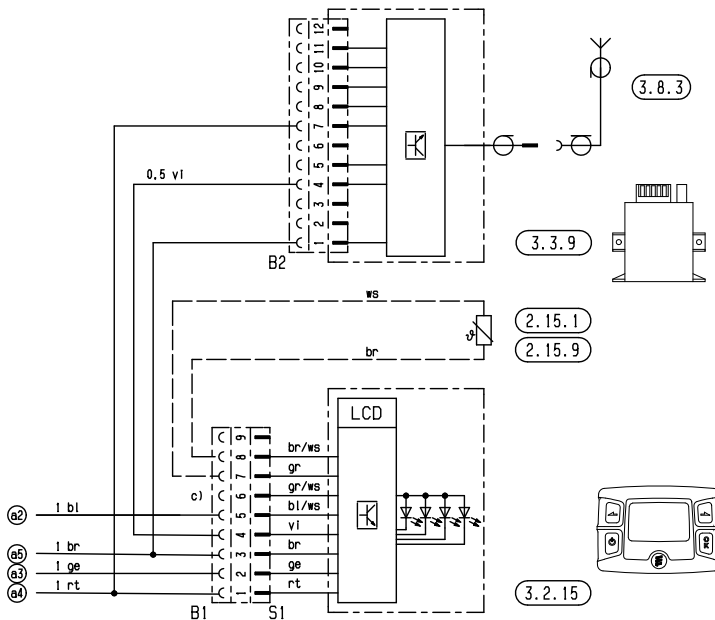 12
11
10
9
8
7
6
5
4
3
2
1
B2
3.8.3
3.3.9
0.5 vi
ws
br
2.15.1
2.15.9
ϑ
LCD
9
8 br/ws
7 gr
c) 6 gr/ws
a2 1 bl 5 bl/ws
4 vi
a5 1 br 3 br
a3 1 ge 2 ge
a4 1 rt 1 rt
B1 S1
3.2.15